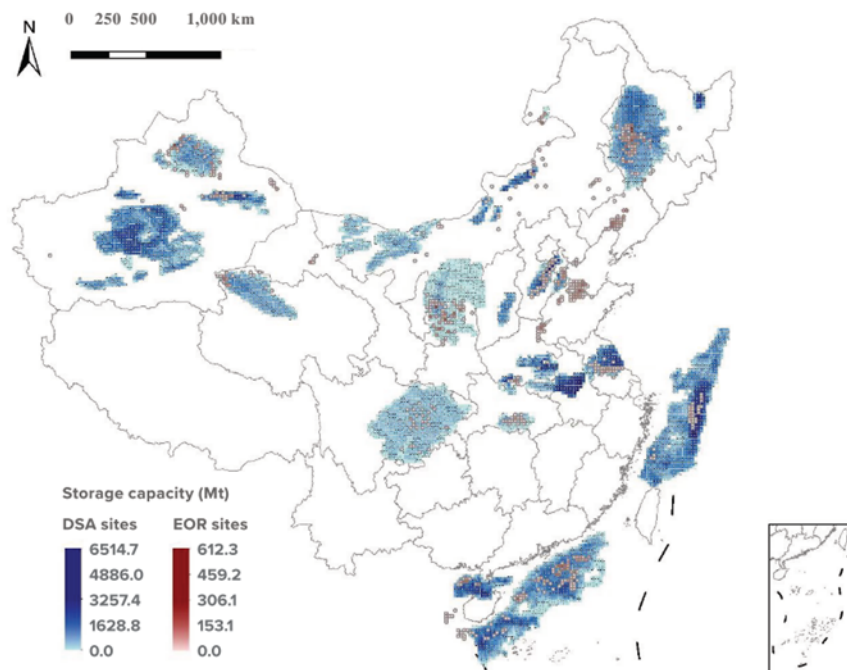 0 250 500 1,000 km
N
Storage capacity (Mt)
DSA sites EOR sites
6514.7 612.3
4886.0 459.2
3257.4 306.1
1628.8 153.1
0.0 0.0